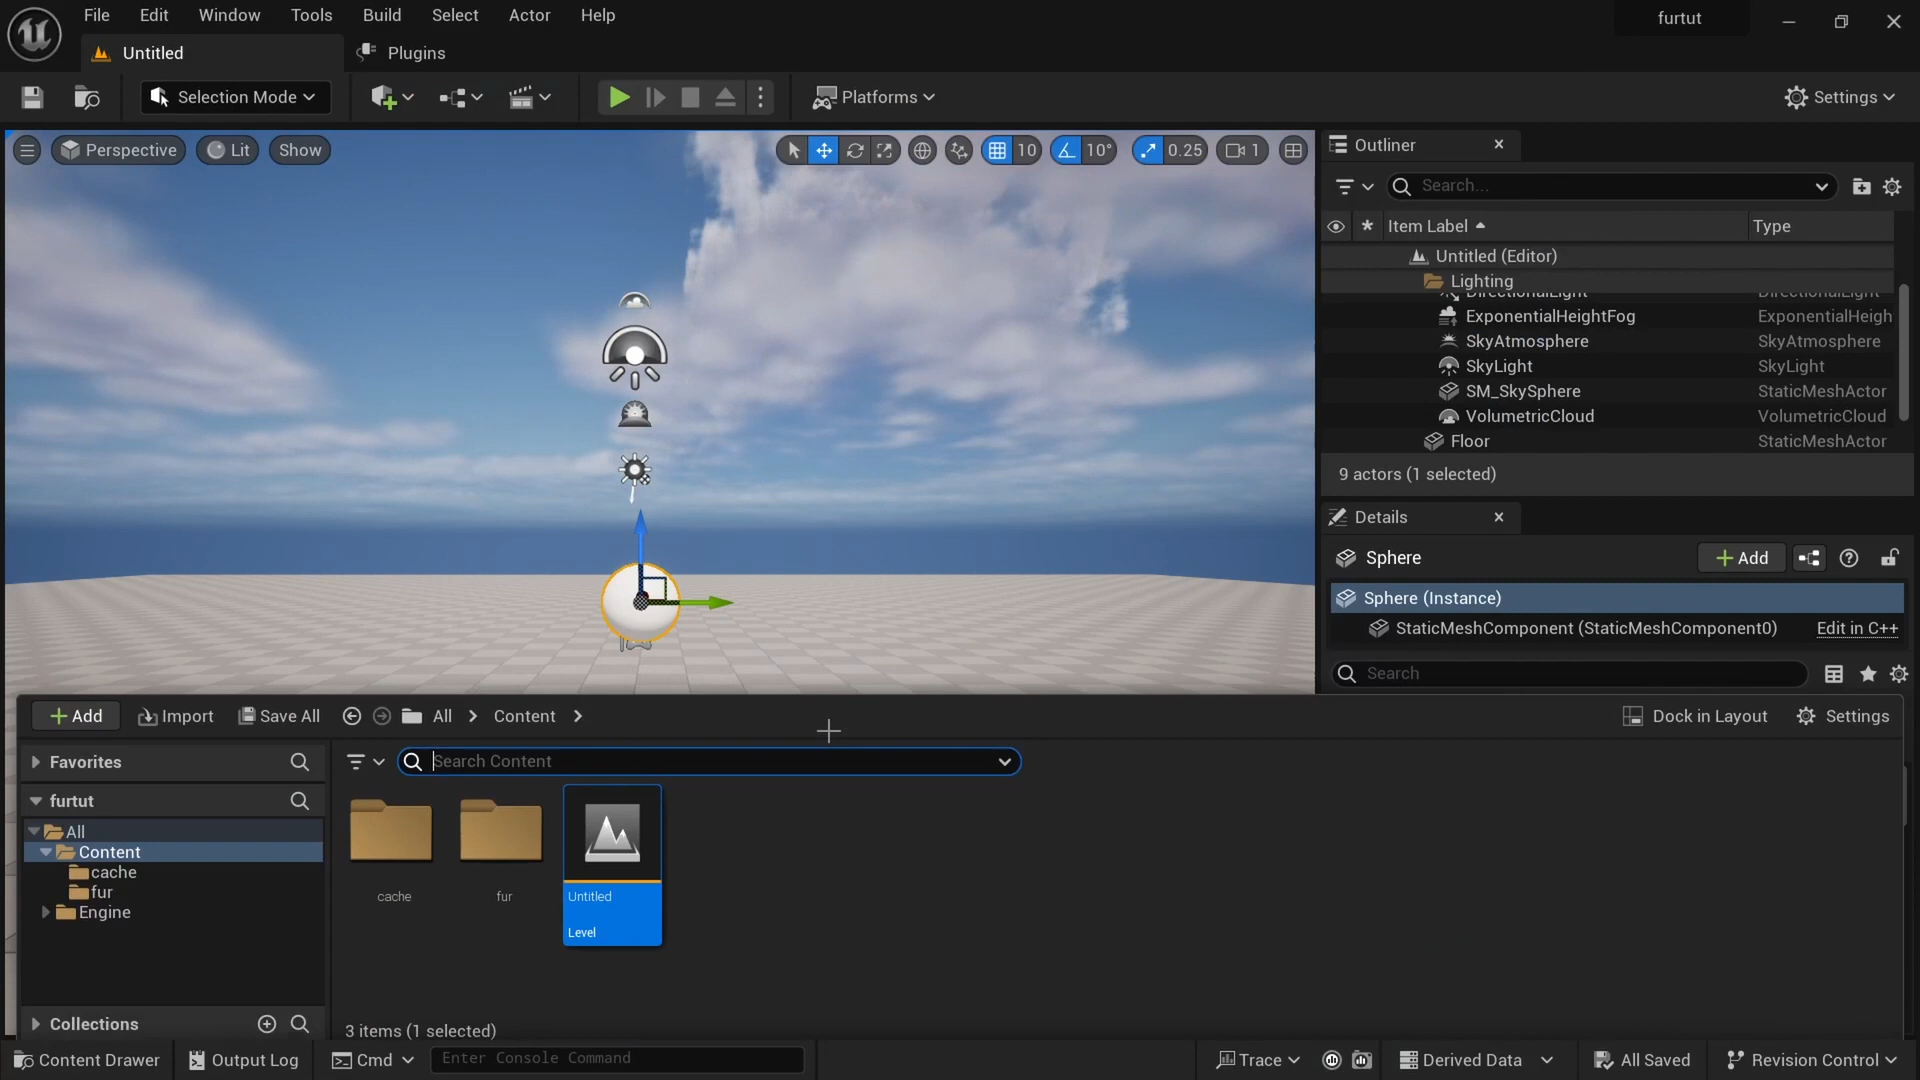 File Edit Window Tools Build Select Actor Help
furtut
Untitled
Plugins
Selection Mode
Platforms
Settings
Perspective
Lit
Show
10
10°
0.25
1
Outliner
Search...
Item Label
Type
Untitled (Editor)
Lighting
DirectionalLight DirectionalLight
ExponentialHeightFog ExponentialHeigh
SkyAtmosphere SkyAtmosphere
SkyLight SkyLight
SM_SkySphere StaticMeshActor
VolumetricCloud VolumetricCloud
Floor StaticMeshActor
9 actors (1 selected)
Details
Sphere
Add
Sphere (Instance)
StaticMeshComponent (StaticMeshComponent0) Edit in C++
Search
Add Import Save All All Content
Dock in Layout Settings
Favorites
Search Content
furtut
All
Content
cache
fur
Engine
cache
fur
Untitled
Level
Collections
3 items (1 selected)
Content Drawer Output Log Cmd Enter Console Command
Trace Derived Data All Saved Revision Control